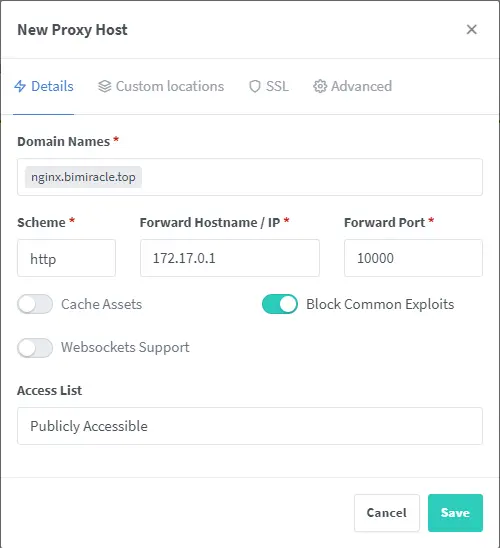 New Proxy Host
Details Custom locations SSL Advanced
Domain Names *
nginx.bimiracle.top
Scheme * Forward Hostname / IP * Forward Port *
http 172.17.0.1 10000
Cache Assets Block Common Exploits
Websockets Support
Access List
Publicly Accessible
Cancel Save